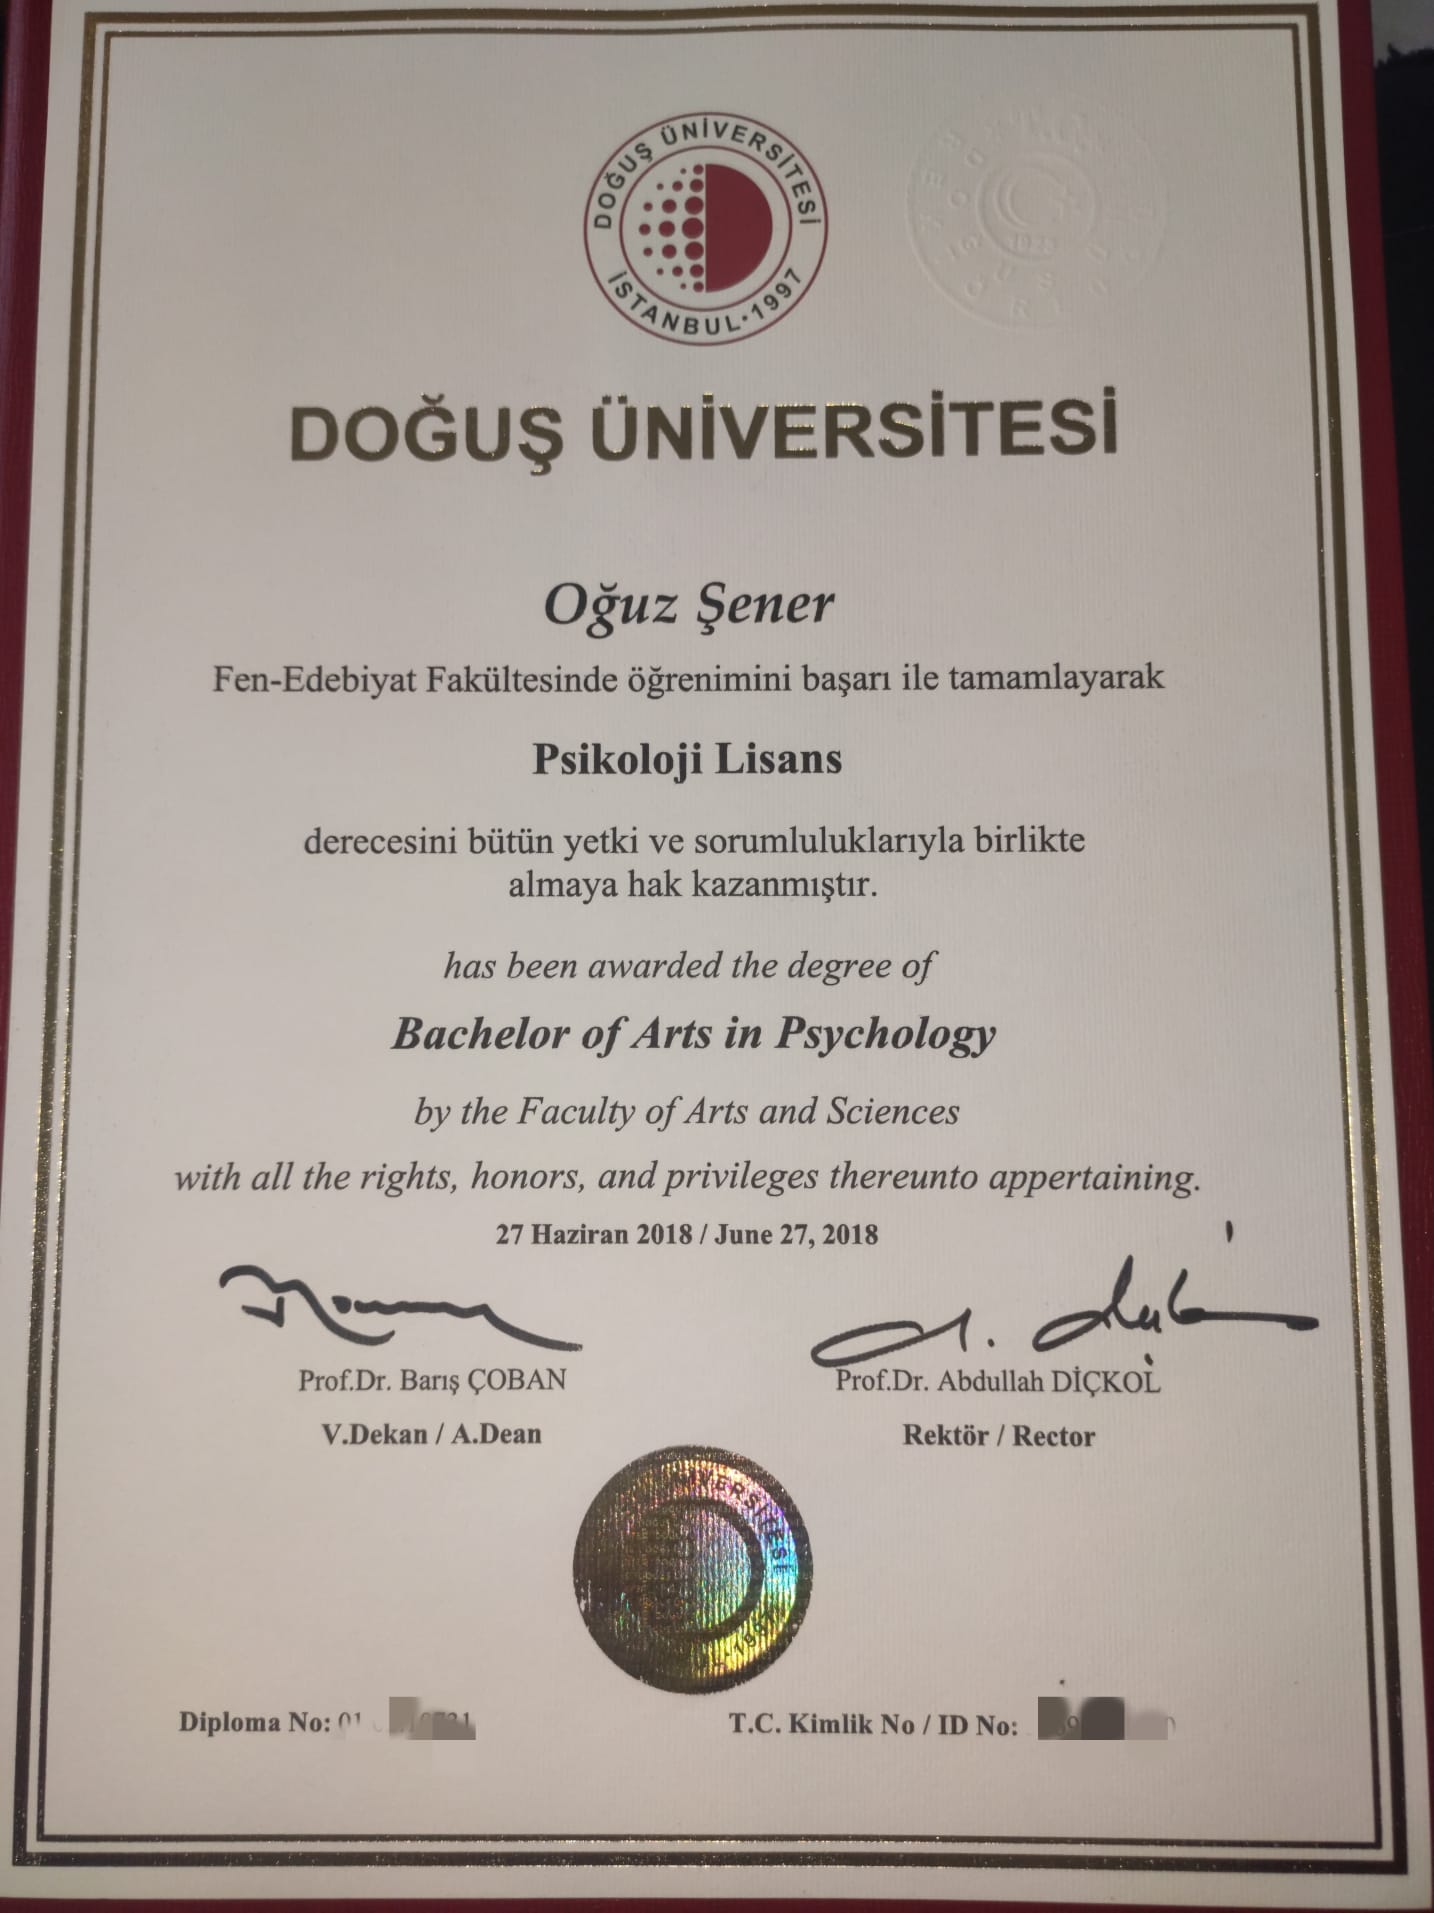 DOĞUŞ ÜNİVERSİTESİ
İSTANBUL·1997
DOĞUŞ ÜNİVERSİTESİ
Oğuz Şener
Fen-Edebiyat Fakültesinde öğrenimini başarı ile tamamlayarak
Psikoloji Lisans
derecesini bütün yetki ve sorumluluklarıyla birlikte
almaya hak kazanmıştır.
has been awarded the degree of
Bachelor of Arts in Psychology
by the Faculty of Arts and Sciences
with all the rights, honors, and privileges thereunto appertaining.
27 Haziran 2018 / June 27, 2018
Prof.Dr. Barış ÇOBAN
Prof.Dr. Abdullah DİÇKOL
V.Dekan / A.Dean
Rektör / Rector
Diploma No:
T.C. Kimlik No / ID No: